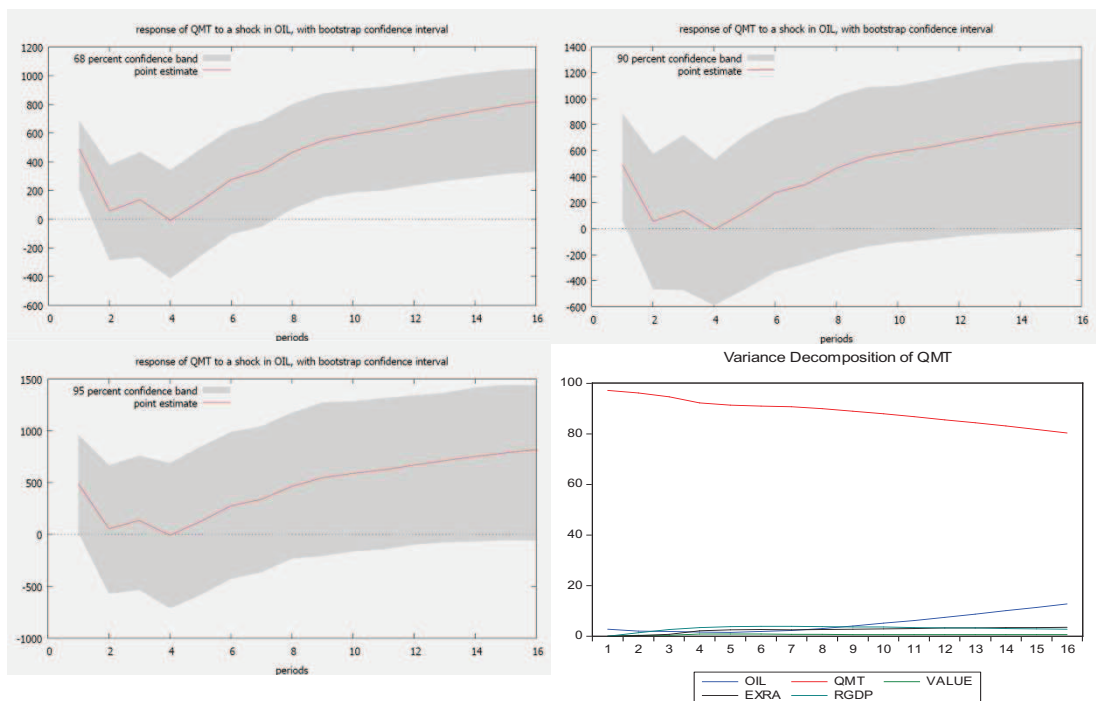 response of QMT to a shock in OIL, with bootstrap confidence interval
1200
1000
800
600
400
200
0
-200
-400
-600
68 percent confidence band
point estimate
0 2 4 6 8 10 12 14 16
periods
response of QMT to a shock in OIL, with bootstrap confidence interval
1400
1200
1000
800
600
400
200
0
-200
-400
-600
90 percent confidence band
point estimate
0 2 4 6 8 10 12 14 16
periods
response of QMT to a shock in OIL, with bootstrap confidence interval
1500
1000
500
0
-500
-1000
95 percent confidence band
point estimate
0 2 4 6 8 10 12 14 16
periods
Variance Decomposition of QMT
100
80
60
40
20
0
1 2 3 4 5 6 7 8 9 10 11 12 13 14 15 16
OIL QMT VALUE
EXRA RGDP